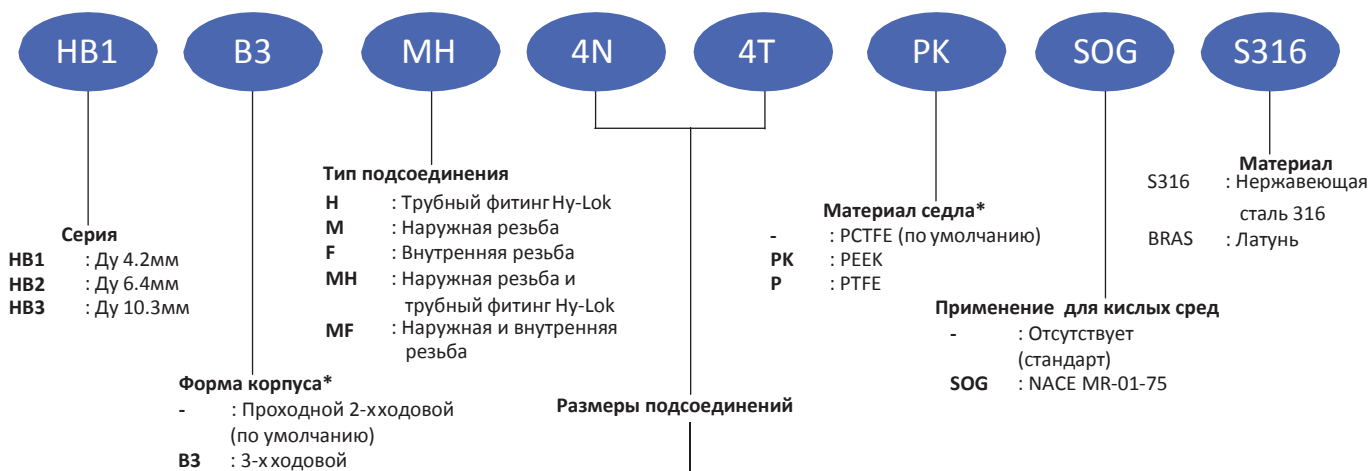 HB1 B3 MH 4N 4T PK SOG S316
Серия
HB1 : Ду 4.2мм
HB2 : Ду 6.4мм
HB3 : Ду 10.3мм
Форма корпуса*
- : Проходной 2-хходовой
(по умолчанию)
B3 : 3-хходовой
Тип подсоединения
H : Трубный фитинг Hy-Lok
M : Наружная резьба
F : Внутренняя резьба
MH : Наружная резьба и
трубный фитинг Hy-Lok
MF : Наружная и внутренняя
резьба
Размеры подсоединений
Материал седла*
- : PCTFE (по умолчанию)
PK : PEEK
P : PTFE
Применение для кислых сред
- : Отсутствует
(стандарт)
SOG : NACE MR-01-75
Материал
S316 : Нержавеющая
сталь 316
BRAS : Латунь